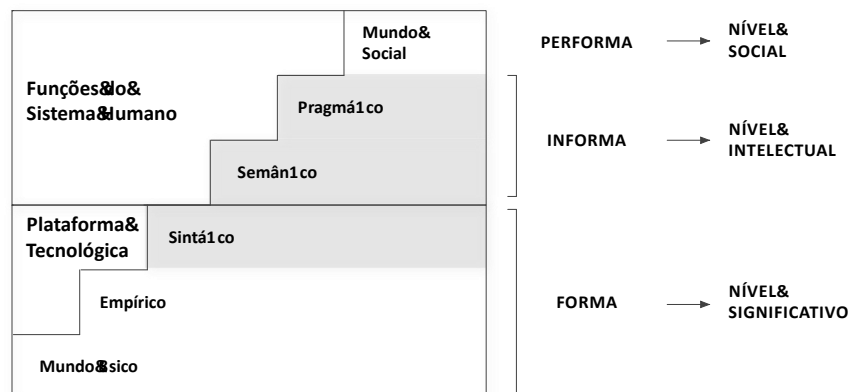 Mundo&
Social
PERFORMA
NÍVEL&
SOCIAL
Funções&do&
Sistema&Humano
Pragmá1co
INFORMA
NÍVEL&
INTELECTUAL
Semân1co
Plataforma&
Tecnológica
Sintá1co
Empírico
FORMA
NÍVEL&
SIGNIFICATIVO
Mundo&